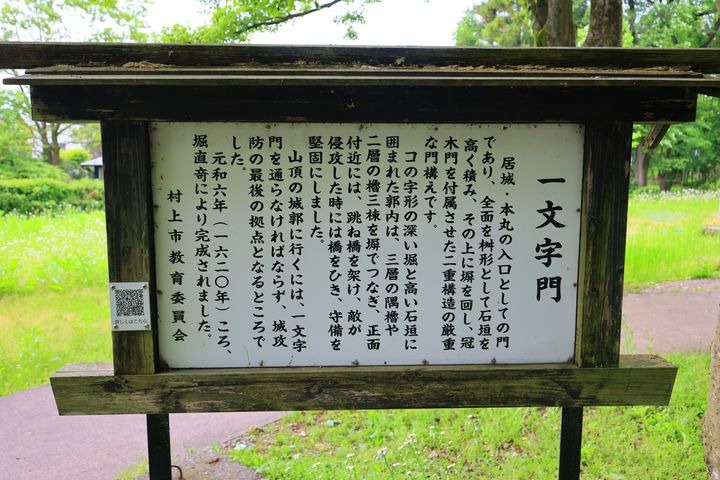 一文字門
居城・本丸の入口としての門
であり、全面を桝形として石垣を
高く積み、その上に塀を回し、冠
木門を付属させた二重構造の厳重
な門構えです。
コの字形の深い堀と高い石垣に
囲まれた郭内は、三層の隅櫓や
二層の櫓三棟を塀でつなぎ、正面
付近には、跳ね橋を架け、敵が
侵攻した時には橋をひき、守備を
堅固にしました。
山頂の城郭に行くには、一文字
門を通らなければならず、城攻
防の最後の拠点となるところで
した。
元和六年（一六二〇年）ころ、
堀直竒により完成されました。
村上市教育委員会
詳しくはこちら